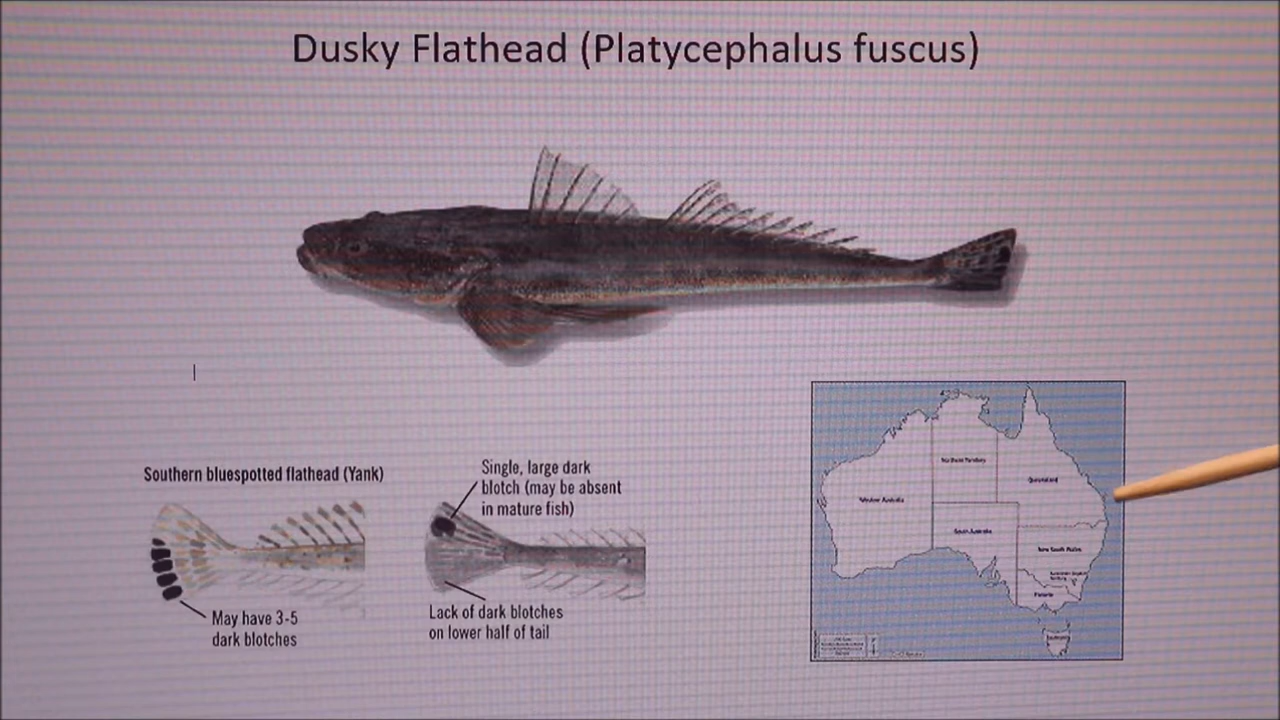 Dusky Flathead (Platycephalus fuscus)
Southern bluespotted flathead (Yank)
May have 3-5
dark blotches
Single, large dark
blotch (may be absent
in mature fish)
Lack of dark blotches
on lower half of tail
Northern Territory
Queensland
Western Australia
South Australia
New South Wales
Victoria